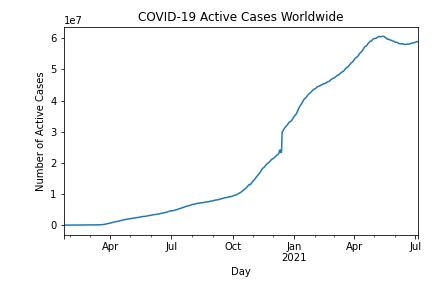 COVID-19 Active Cases Worldwide
1e7
6
5
4
3
2
1
0
Number of Active Cases
Apr Jul Oct Jan Apr Jul
2021
Day